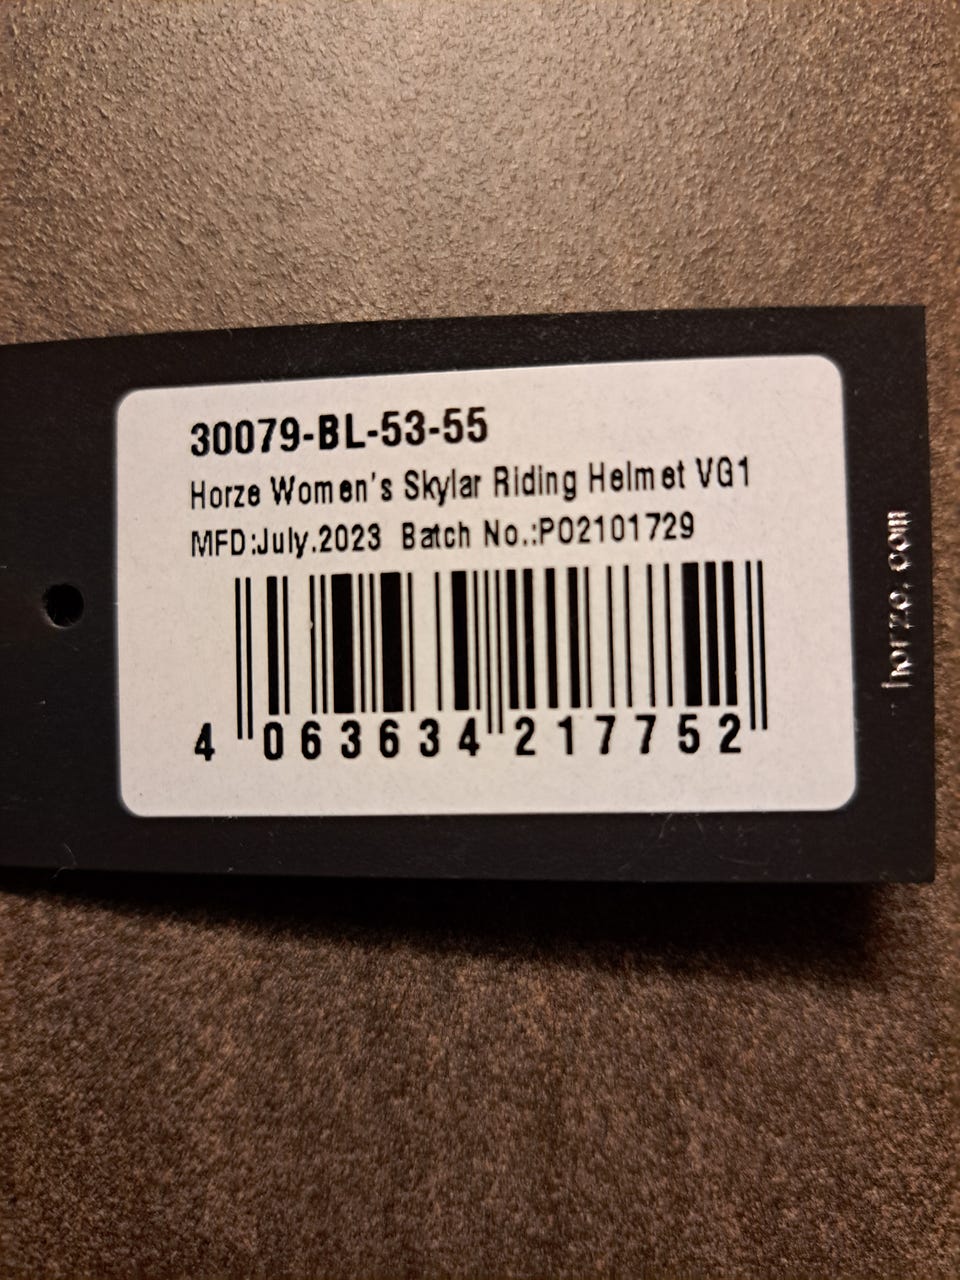 30079-BL-53-55
Horze Women's Skylar Riding Helmet VG1
MFD:July.2023 Batch No.:PO2101729
4 063634 217752
horze.com